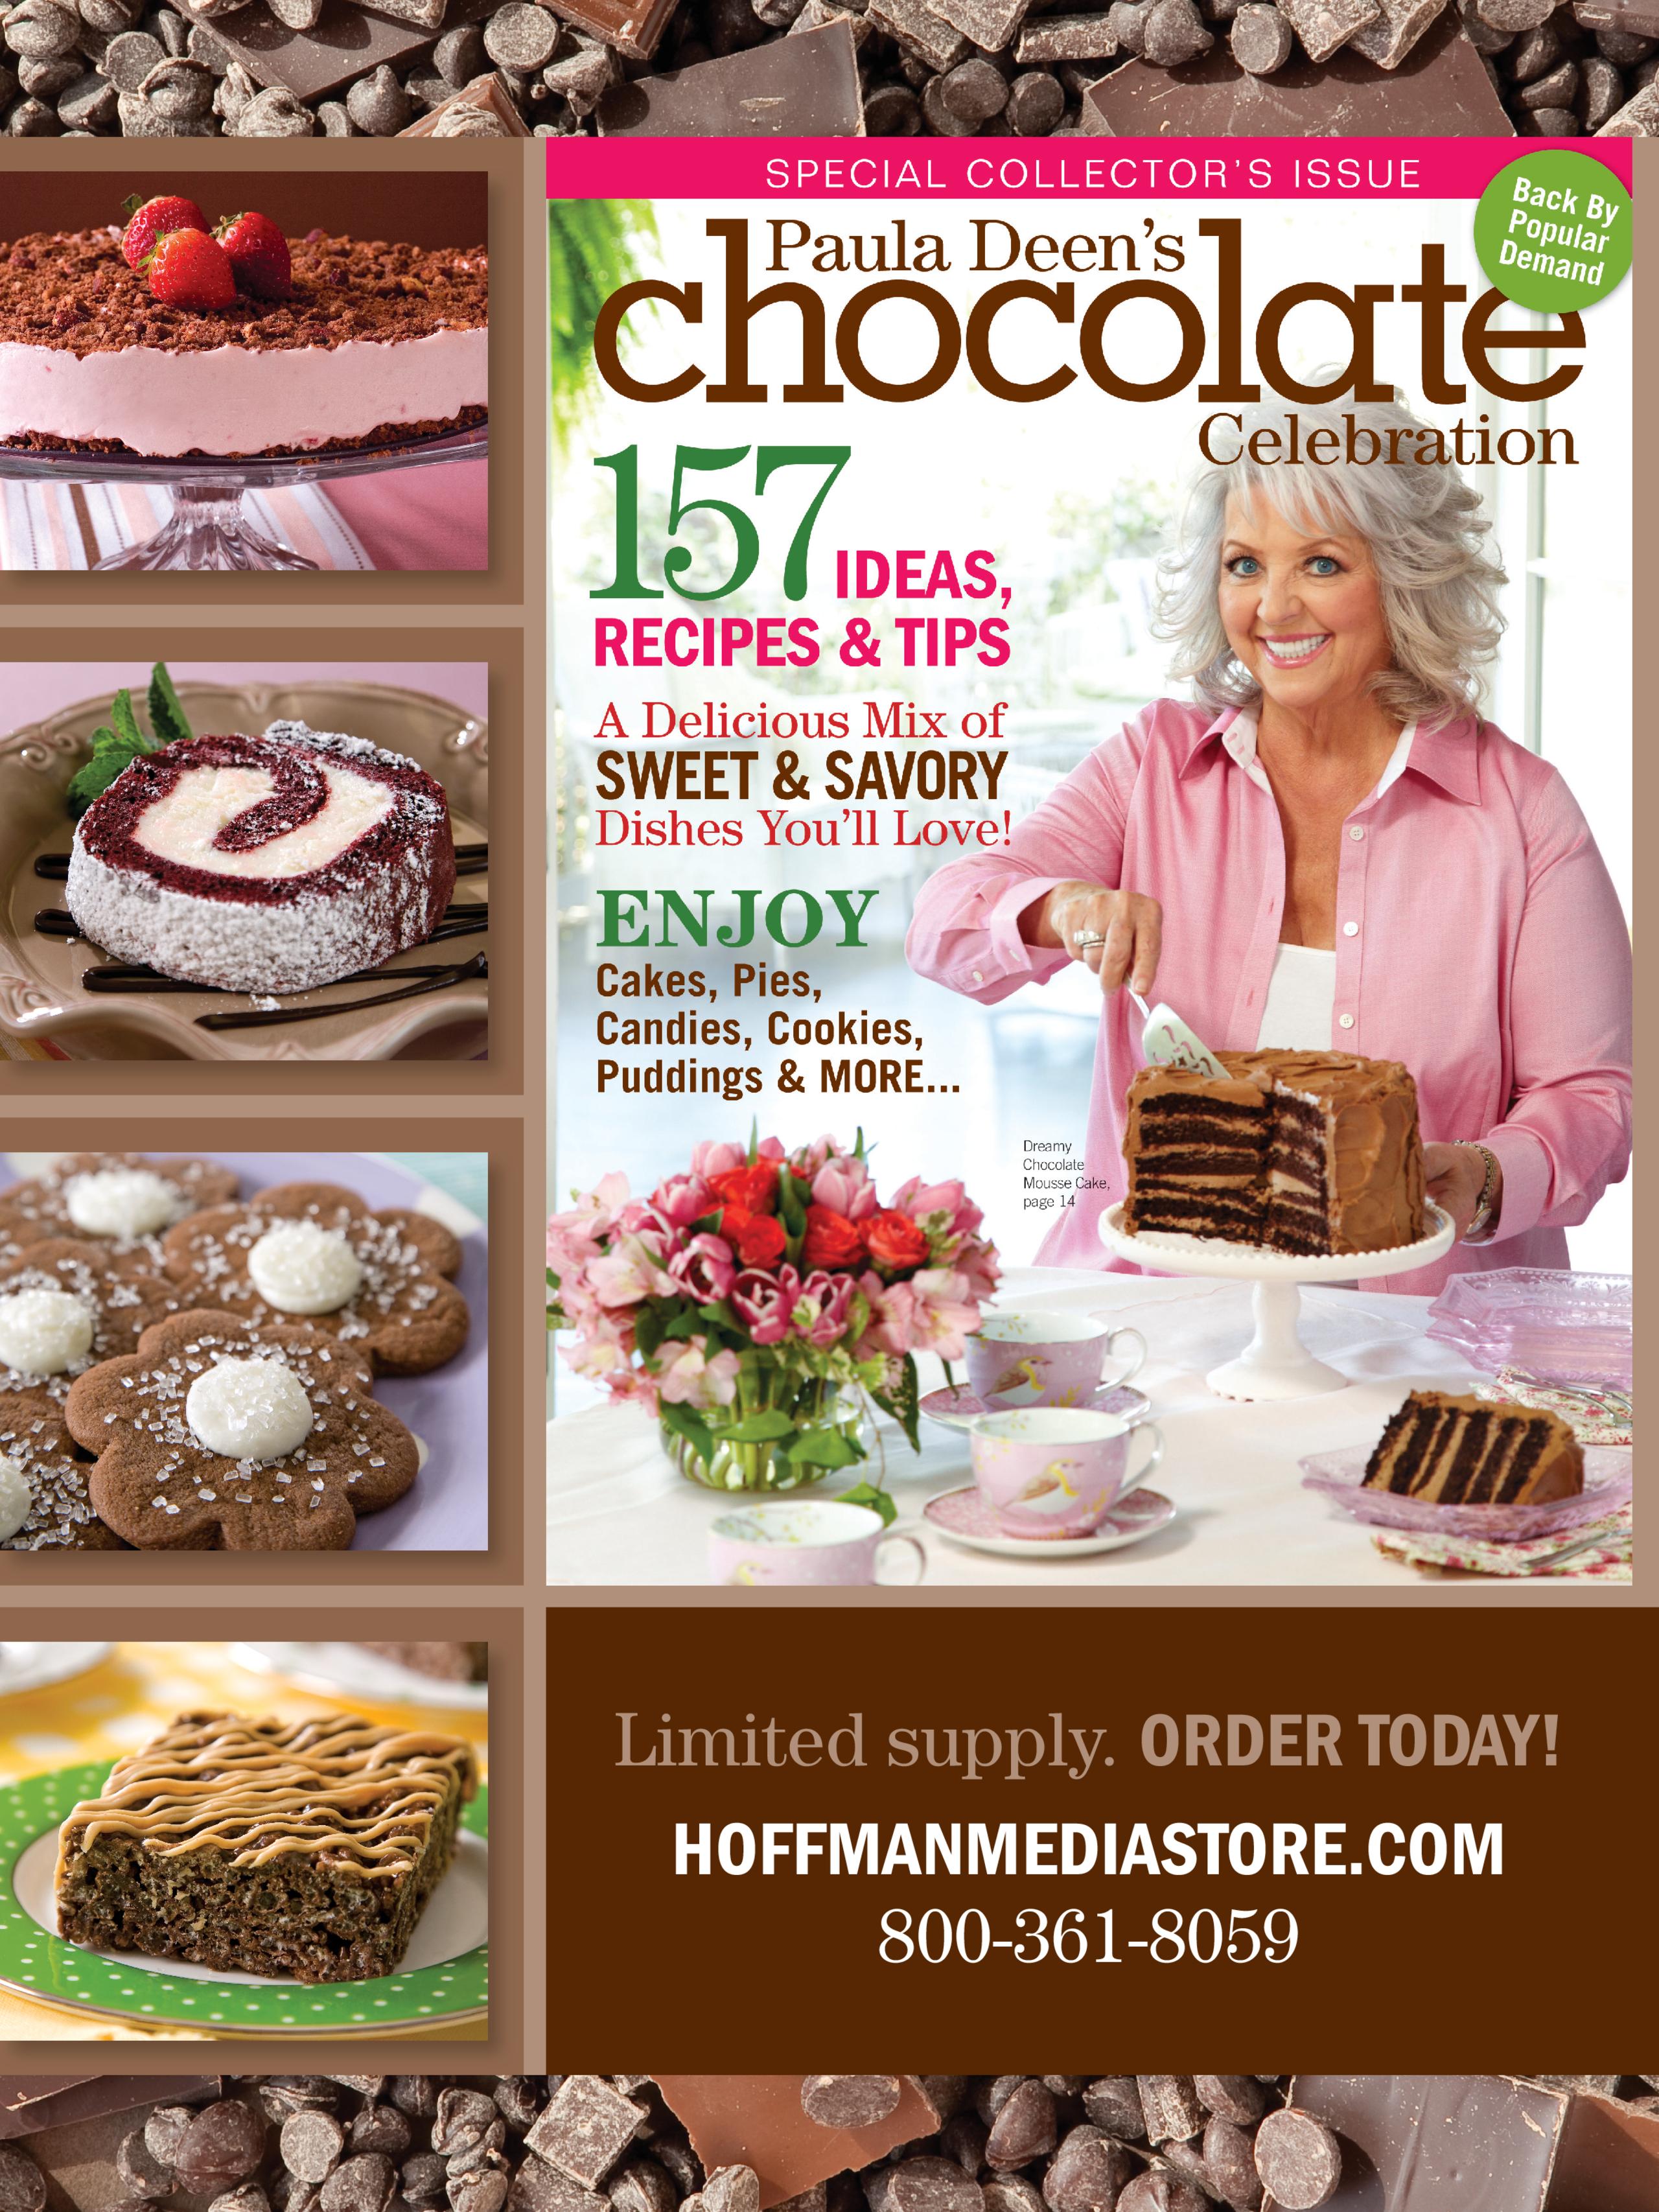 SPECIAL COLLECTOR'S ISSUE
Back By
Popular
Demand
Paula Deen's
chocolate
Celebration
157 IDEAS,
RECIPES & TIPS
A Delicious Mix of
SWEET & SAVORY
Dishes You'll Love!
ENJOY
Cakes, Pies,
Candies, Cookies,
Puddings & MORE...
Dreamy
Chocolate
Mousse Cake,
page 14
Limited supply. ORDER TODAY!
HOFFMANMEDIASTORE.COM
800-361-8059